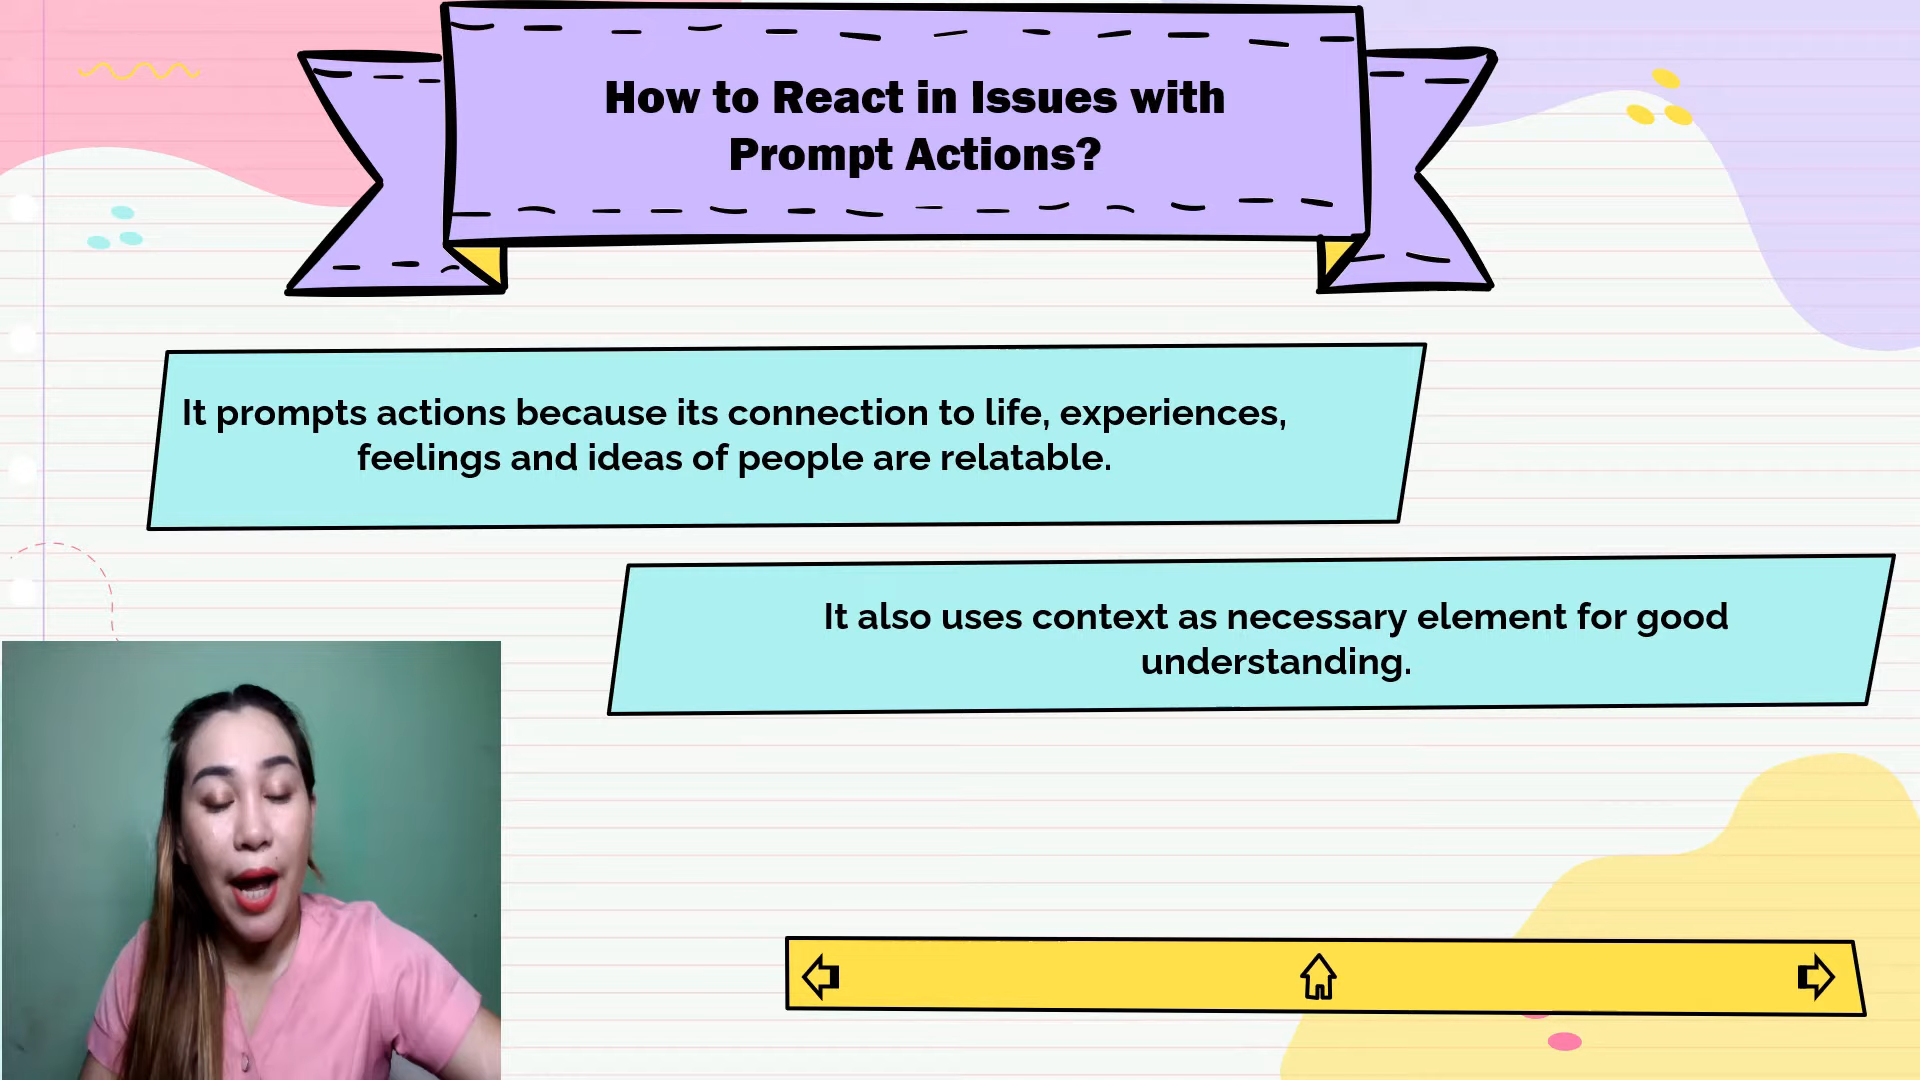 How to React in Issues with
Prompt Actions?
It prompts actions because its connection to life, experiences,
feelings and ideas of people are relatable.
It also uses context as necessary element for good
understanding.